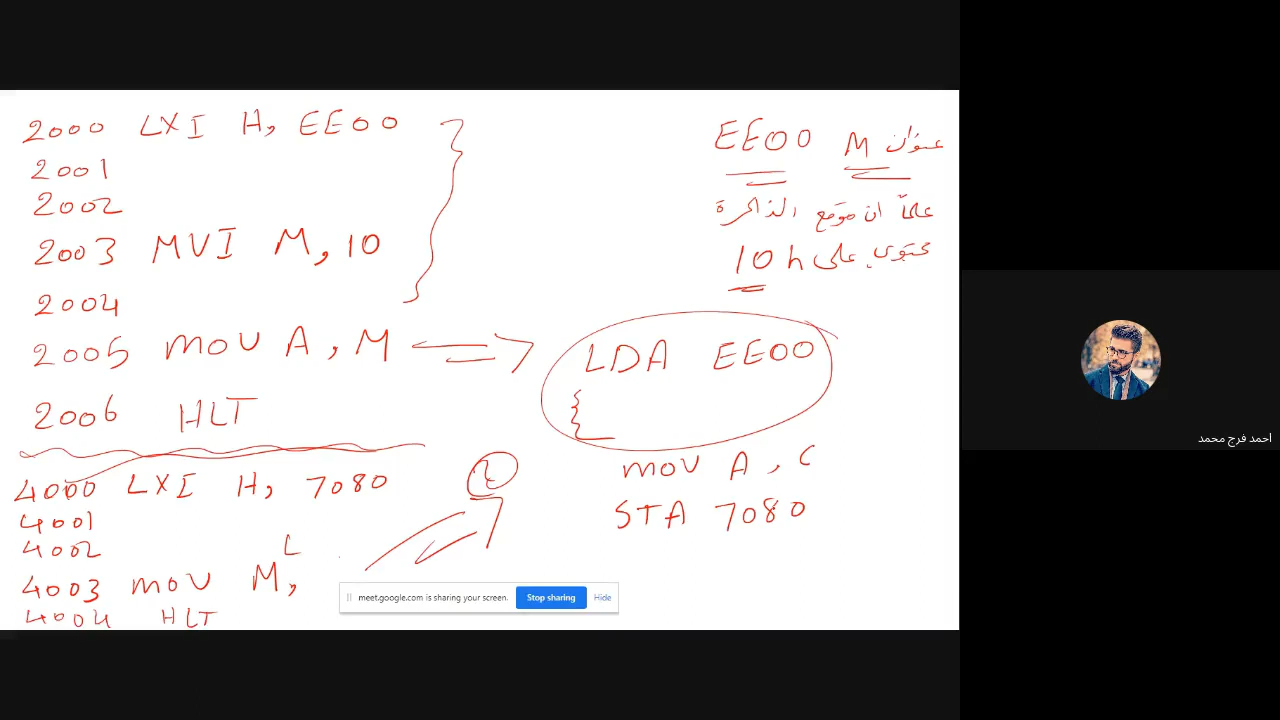 2000 LXI H, EE00
2001
2002
2003 MVI M, 10
2004
2005 mov A, M
2006 HLT
4000 LXI H, 7080
4001
4002
4003 mov M,
4004 HLT
عنوان M EE00
علمًا ان موقع الذاكرة
يحتوي على 10 h
LDA EE00
mov A, C
STA 7080
2
meet.google.com is sharing your screen. Stop sharing Hide
احمد فرج محمد